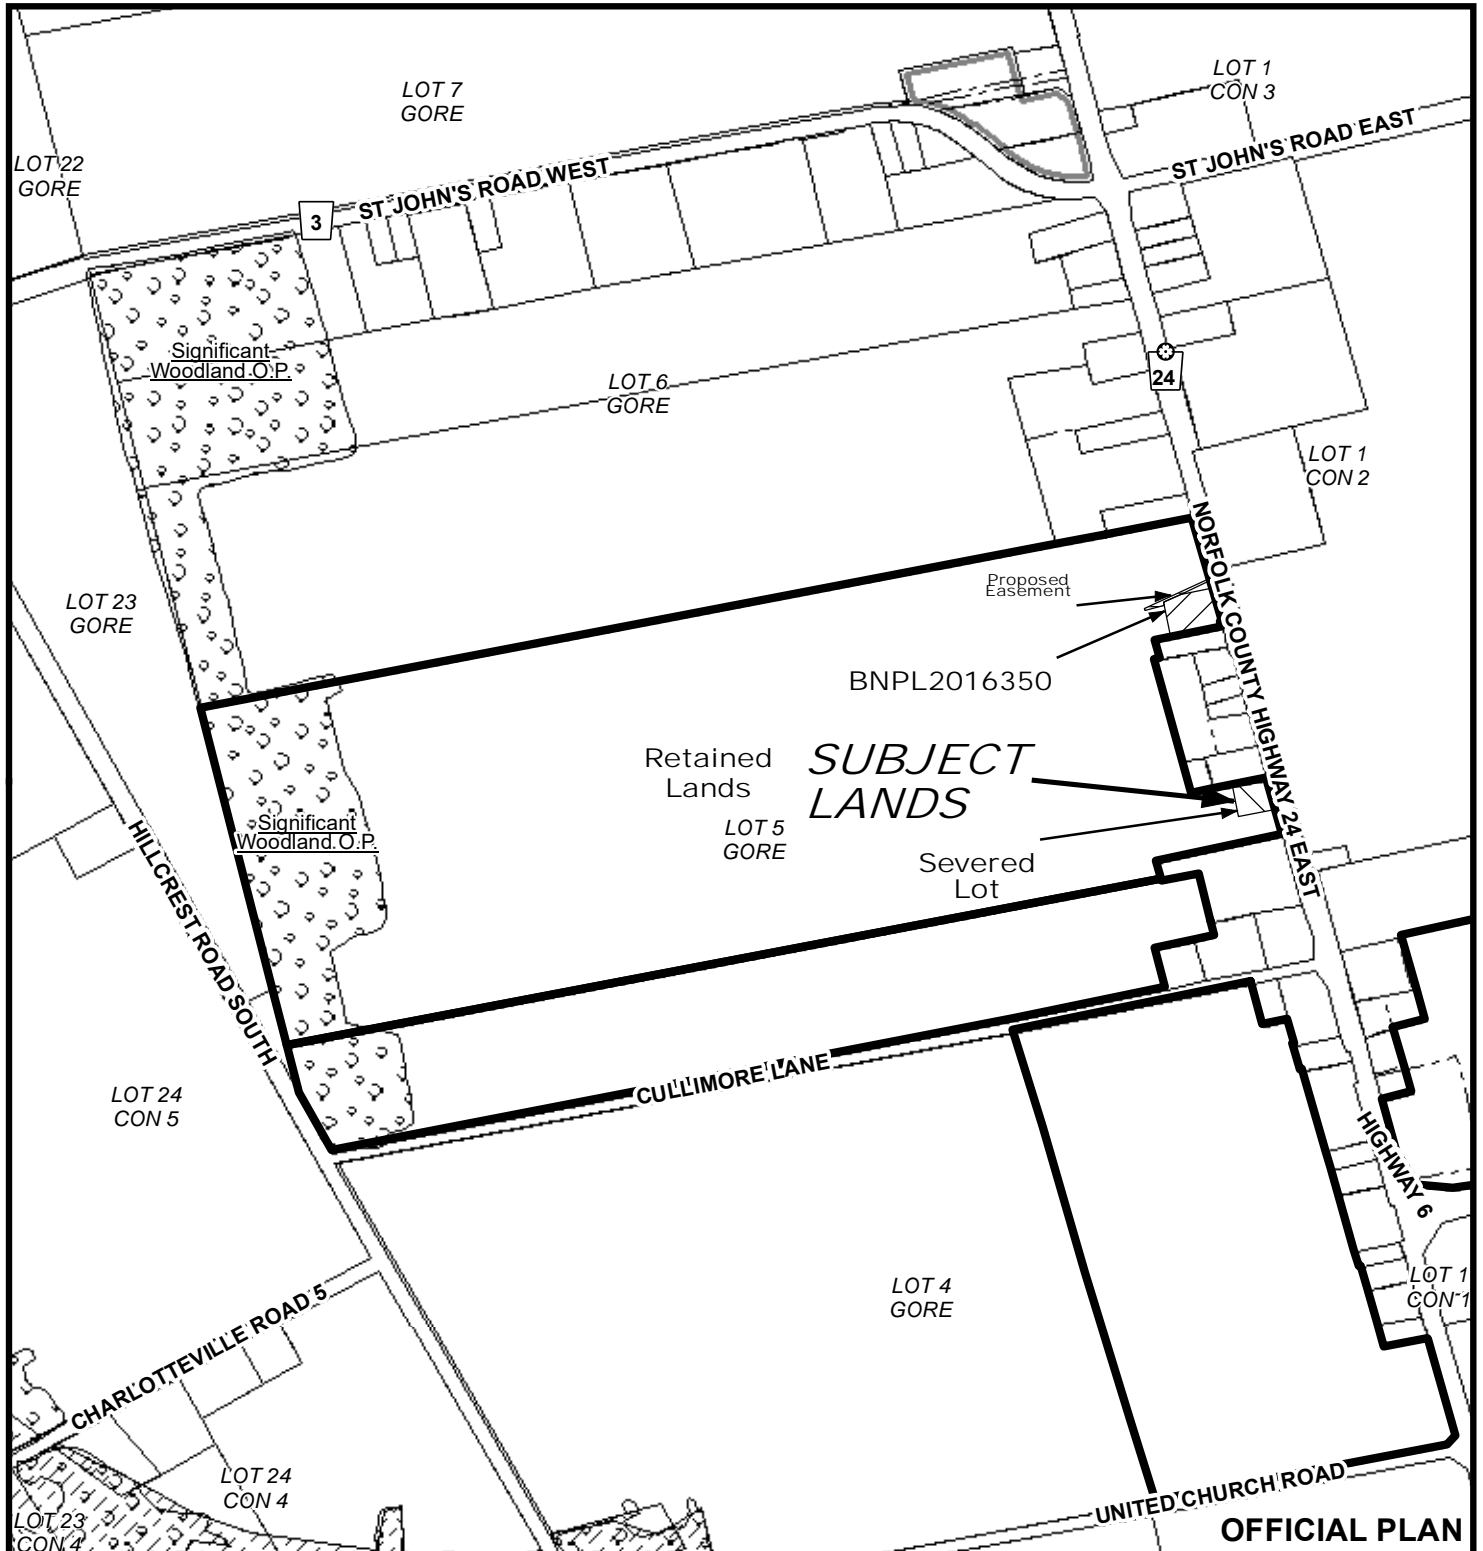 LOT 7
GORE
LOT 1
CON 3
LOT 22
GORE
ST JOHN'S ROAD WEST
ST JOHN'S ROAD EAST
3
Significant
Woodland O.P.
LOT 6
GORE
24
LOT 1
CON 2
NORFOLK COUNTY HIGHWAY 24 EAST
Proposed
Easement
LOT 23
GORE
BNPL2016350
Retained
Lands
SUBJECT
LANDS
LOT 5
GORE
Significant
Woodland O.P.
Severed
Lot
HILLCREST ROAD SOUTH
CULLIMORE LANE
LOT 24
CON 5
HIGHWAY 6
LOT 4
GORE
LOT 1
CON 1
CHARLOTTEVILLE ROAD 5
LOT 24
CON 4
LOT 23
CON 4
UNITED CHURCH ROAD
OFFICIAL PLAN